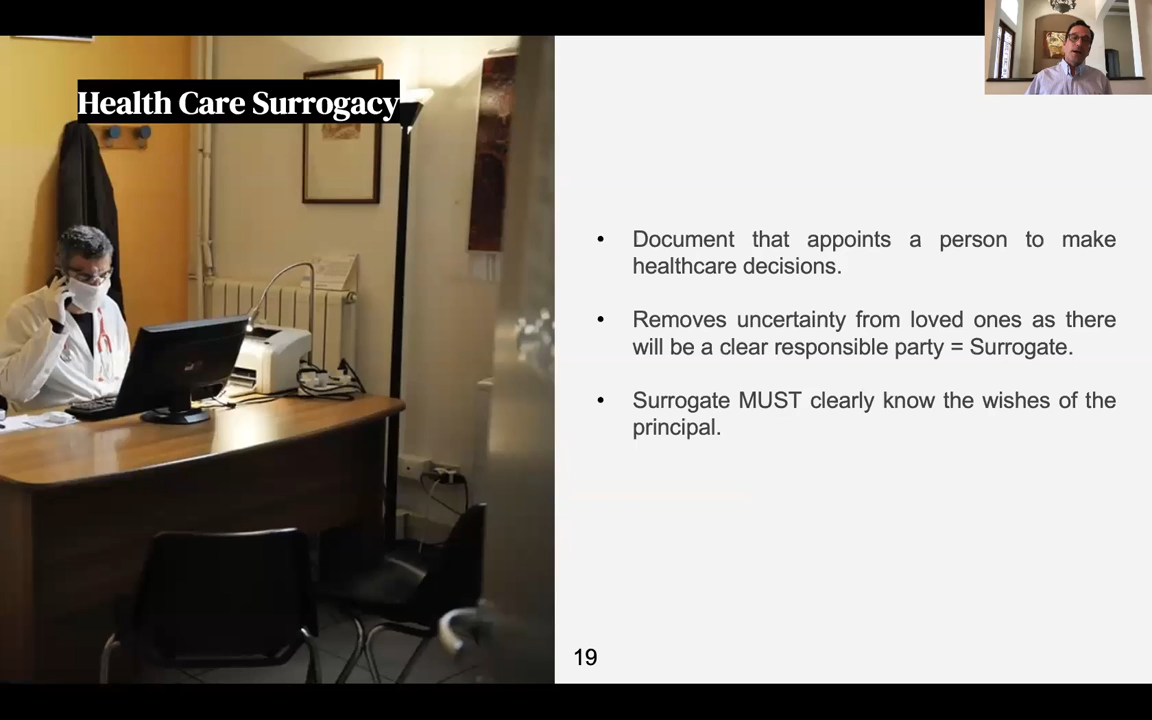 Health Care Surrogacy
• Document that appoints a person to make
healthcare decisions.
• Removes uncertainty from loved ones as there
will be a clear responsible party = Surrogate.
• Surrogate MUST clearly know the wishes of the
principal.
19